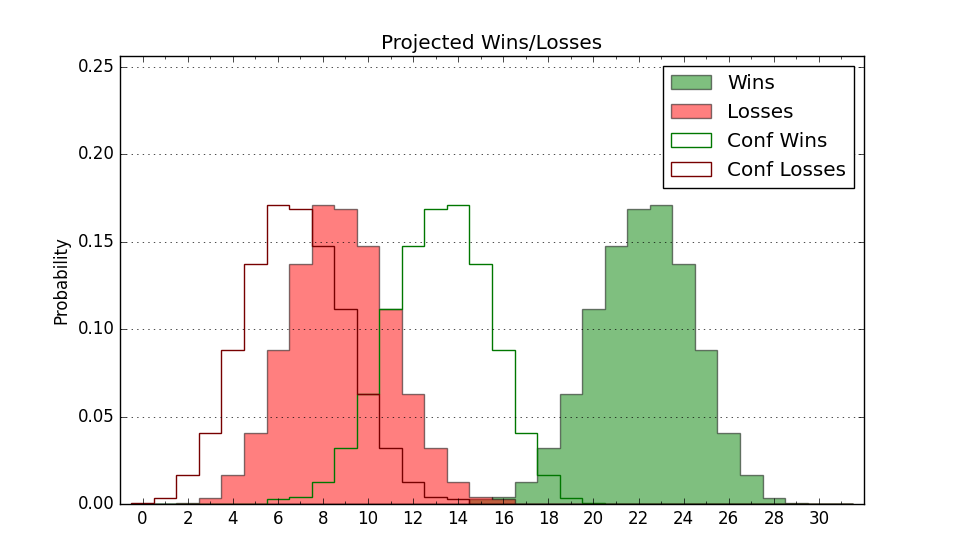 Projected Wins/Losses
0.25
0.20
0.15
0.10
0.05
0.00
Probability
Wins
Losses
Conf Wins
Conf Losses
0 2 4 6 8 10 12 14 16 18 20 22 24 26 28 30